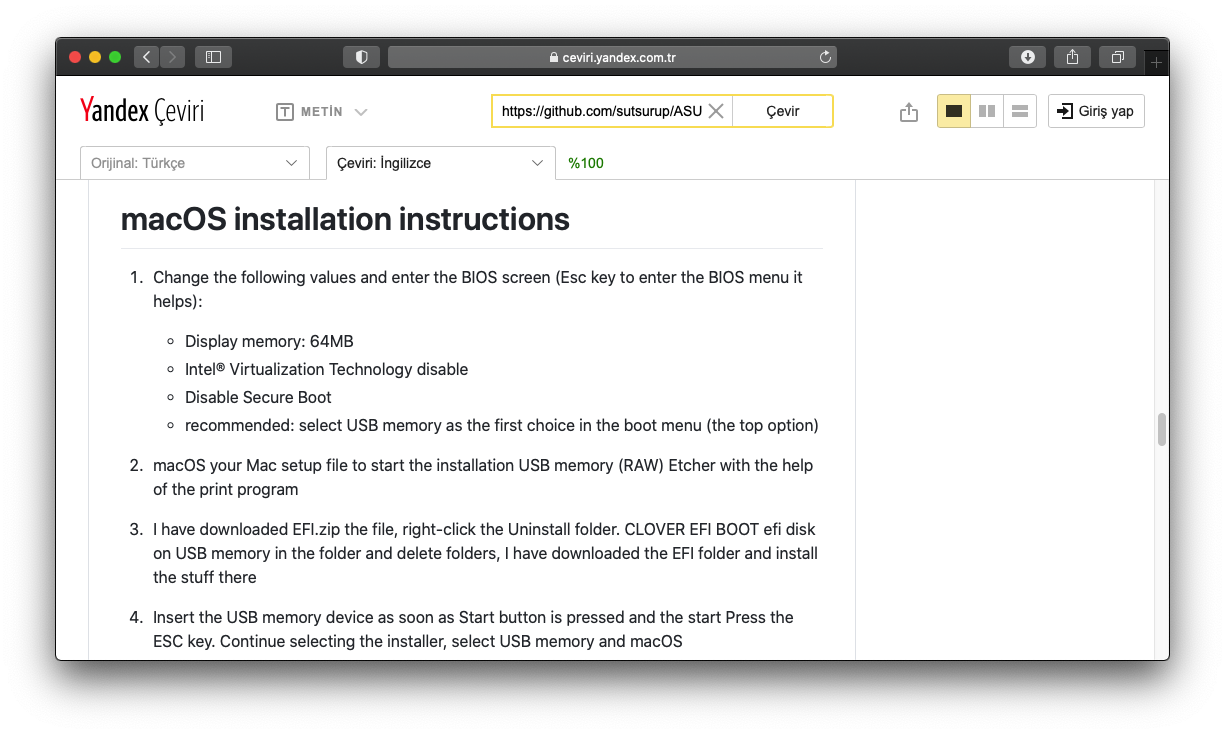 ceviri.yandex.com.tr
Yandex Çeviri
T METİN
https://github.com/sutsurup/ASU
Çevir
Giriş yap
Orijinal: Türkçe
Çeviri: İngilizce
%100
macOS installation instructions
1. Change the following values and enter the BIOS screen (Esc key to enter the BIOS menu it
helps):
Display memory: 64MB
Intel® Virtualization Technology disable
Disable Secure Boot
recommended: select USB memory as the first choice in the boot menu (the top option)
2. macOS your Mac setup file to start the installation USB memory (RAW) Etcher with the help
of the print program
3. I have downloaded EFI.zip the file, right-click the Uninstall folder. CLOVER EFI BOOT efi disk
on USB memory in the folder and delete folders, I have downloaded the EFI folder and install
the stuff there
4. Insert the USB memory device as soon as Start button is pressed and the start Press the
ESC key. Continue selecting the installer, select USB memory and macOS